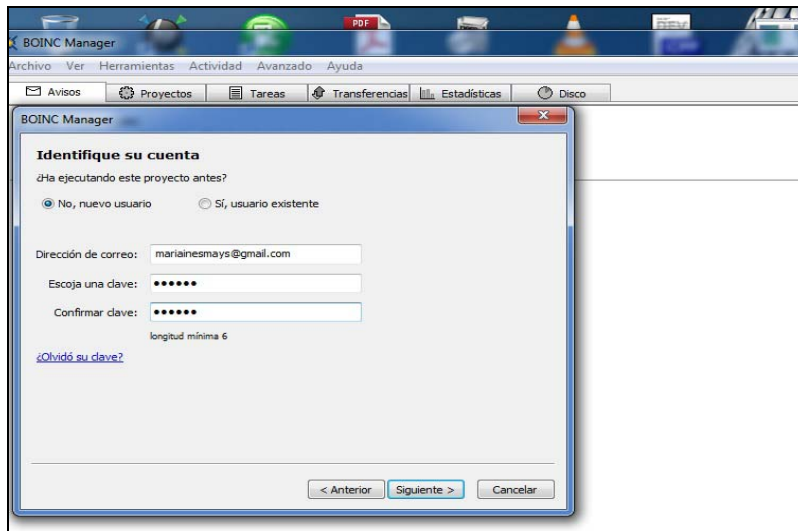 PDF
DEV
BOINC Manager
Archivo Ver Herramientas Actividad Avanzado Ayuda
Avisos Proyectos Tareas Transferencias Estadísticas Disco
BOINC Manager
Identifique su cuenta
¿Ha ejecutando este proyecto antes?
No, nuevo usuario Sí, usuario existente
Dirección de correo: mariainesmays@gmail.com
Escoja una clave: ••••••
Confirmar clave: ••••••
longitud mínima 6
¿Olvidó su clave?
< Anterior Siguiente > Cancelar